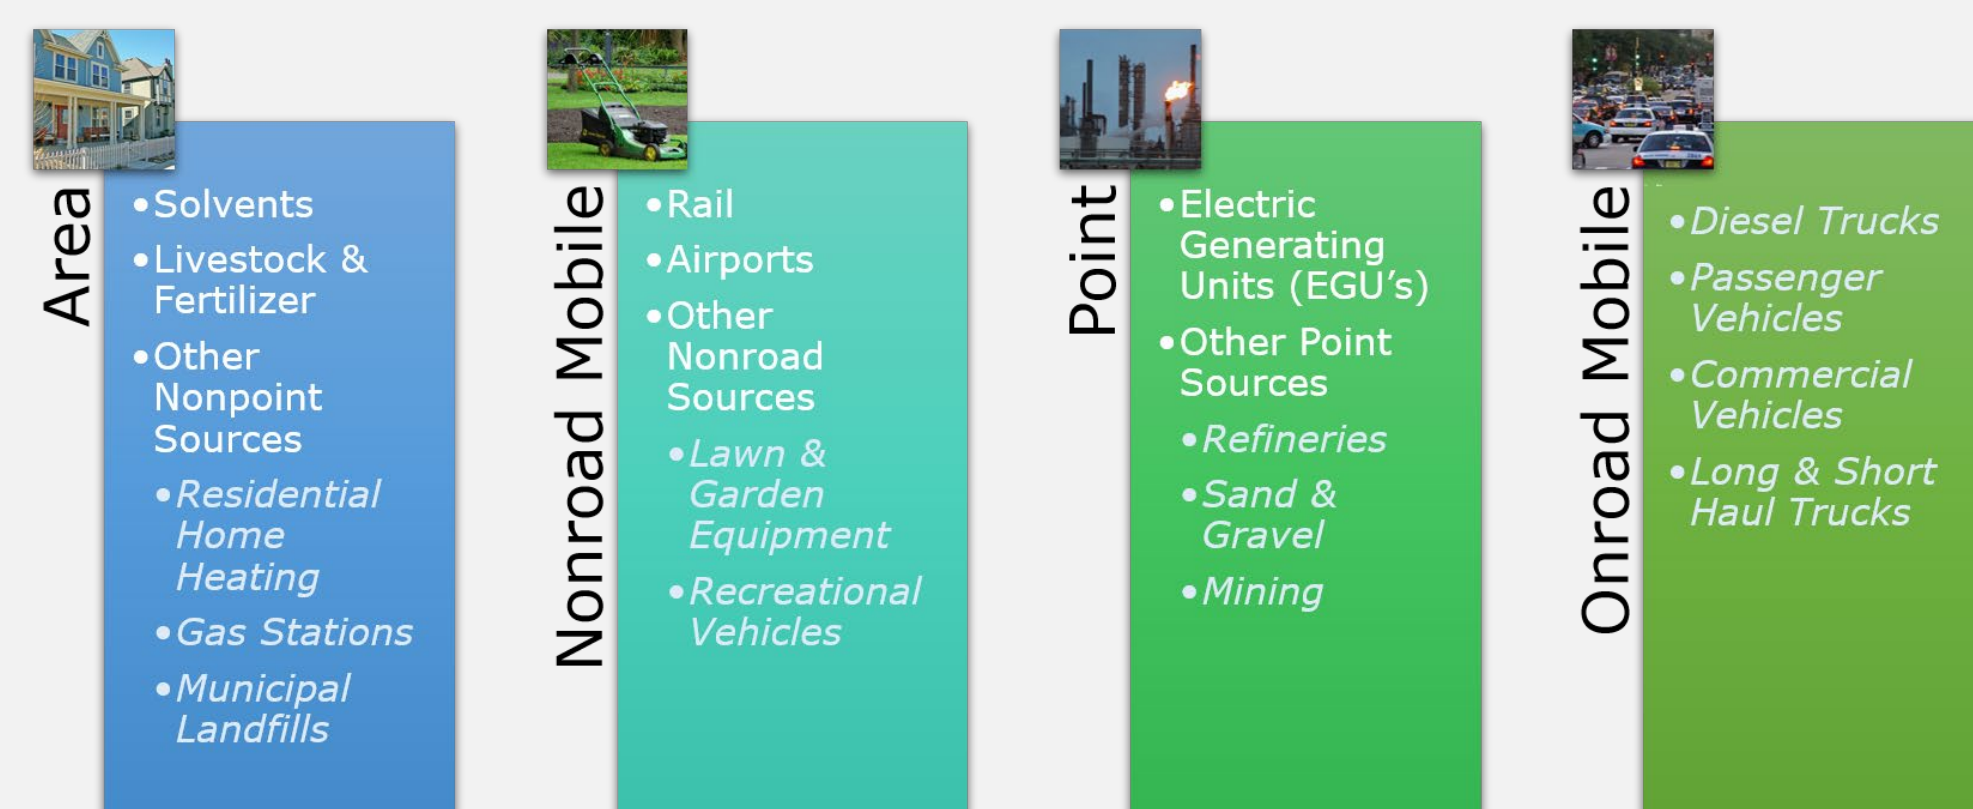 Area
•Solvents
•Livestock &
Fertilizer
•Other
Nonpoint
Sources
•Residential
Home
Heating
•Gas Stations
•Municipal
Landfills
Nonroad Mobile
•Rail
•Airports
•Other
Nonroad
Sources
•Lawn &
Garden
Equipment
•Recreational
Vehicles
Point
•Electric
Generating
Units (EGU’s)
•Other Point
Sources
•Refineries
•Sand &
Gravel
•Mining
Onroad Mobile
•Diesel Trucks
•Passenger
Vehicles
•Commercial
Vehicles
•Long & Short
Haul Trucks